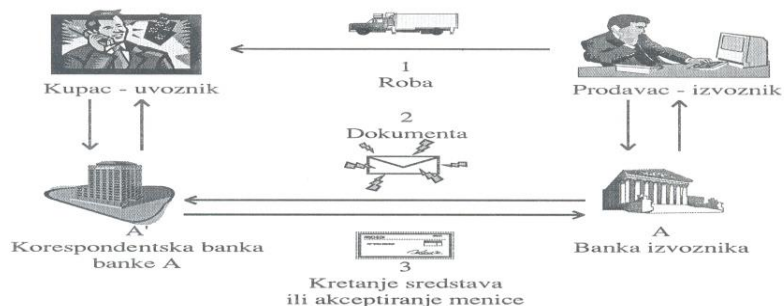 1
Roba
Kupac - uvoznik
Prodavac - izvoznik
2
Dokumenta
A'
Korespondentska banka
banke A
A
Banka izvoznika
3
Kretanje sredstava
ili akceptiranje menice